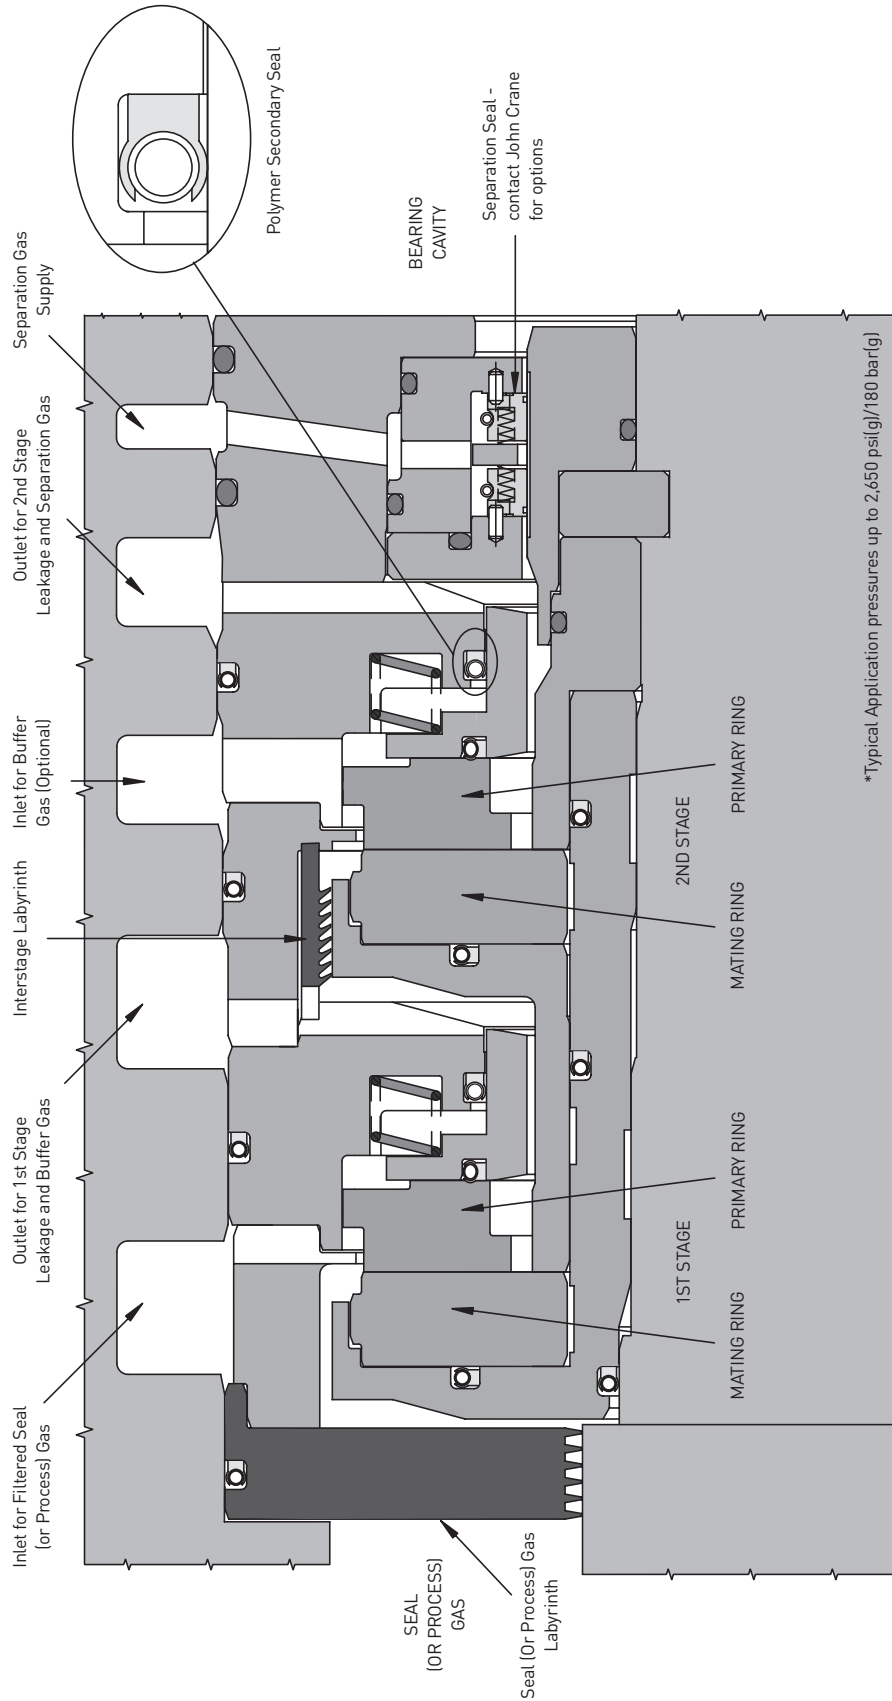 Inlet for Filtered Seal
(or Process) Gas
Outlet for 1st Stage
Leakage and Buffer Gas
Interstage Labyrinth
Inlet for Buffer
Gas (Optional)
Outlet for 2nd Stage
Leakage and Separation Gas
Separation Gas
Supply
Polymer Secondary Seal
BEARING
CAVITY
Separation Seal -
contact John Crane
for options
SEAL
(OR PROCESS)
GAS
Seal (Or Process) Gas
Labyrinth
1ST STAGE
MATING RING
PRIMARY RING
2ND STAGE
MATING RING
PRIMARY RING
*Typical Application pressures up to 2,650 psi(g)/180 bar(g)